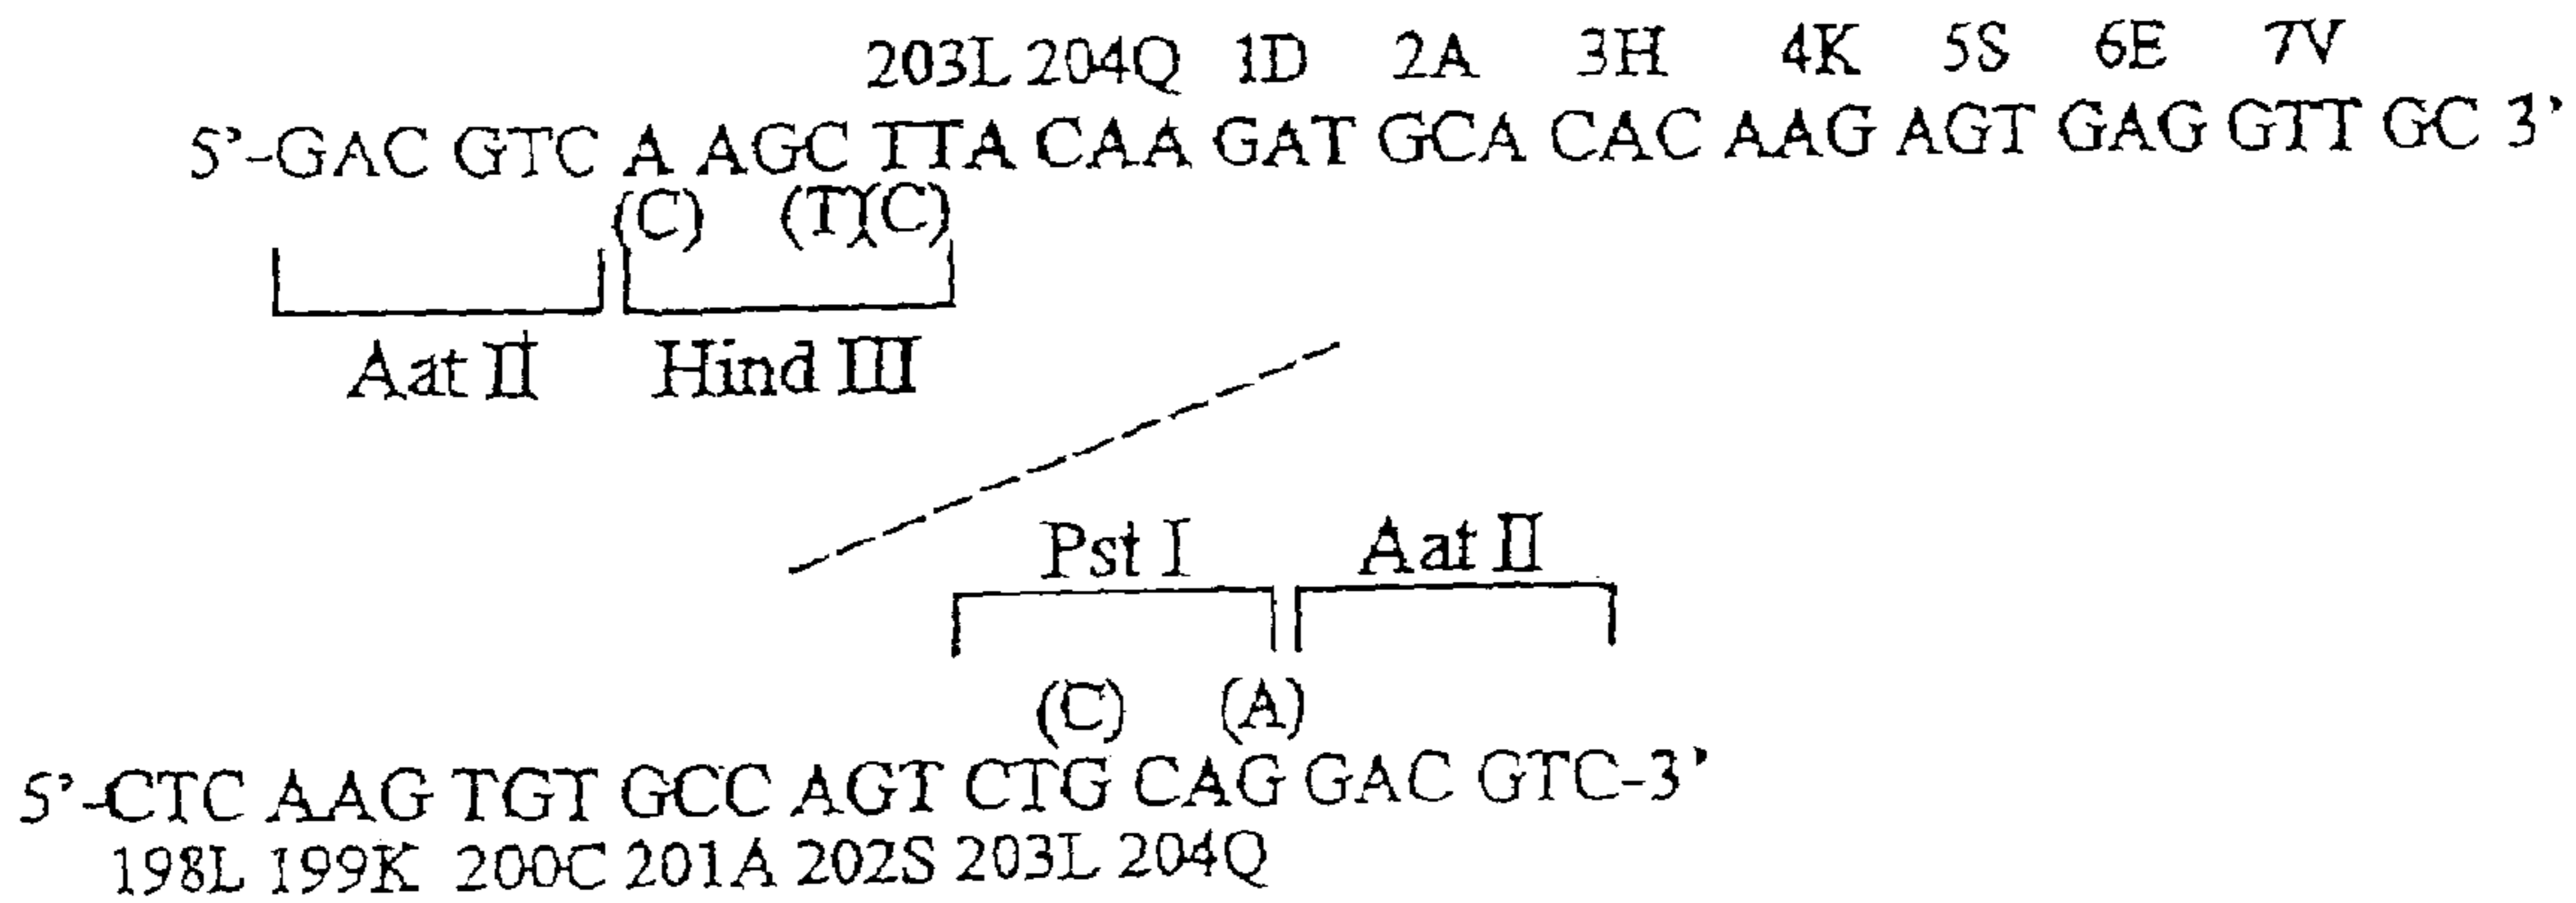 203L 204Q 1D 2A 3H 4K 5S 6E 7V
5'-GAC GTC A AGC TTA CAA GAT GCA CAC AAG AGT GAG GTT GC 3'
(C) (T)(C)
Aat II Hind III
Pst I Aat II
(C) (A)
5'-CTC AAG TGT GCC AGT CTG CAG GAC GTC-3'
198L 199K 200C 201A 202S 203L 204Q